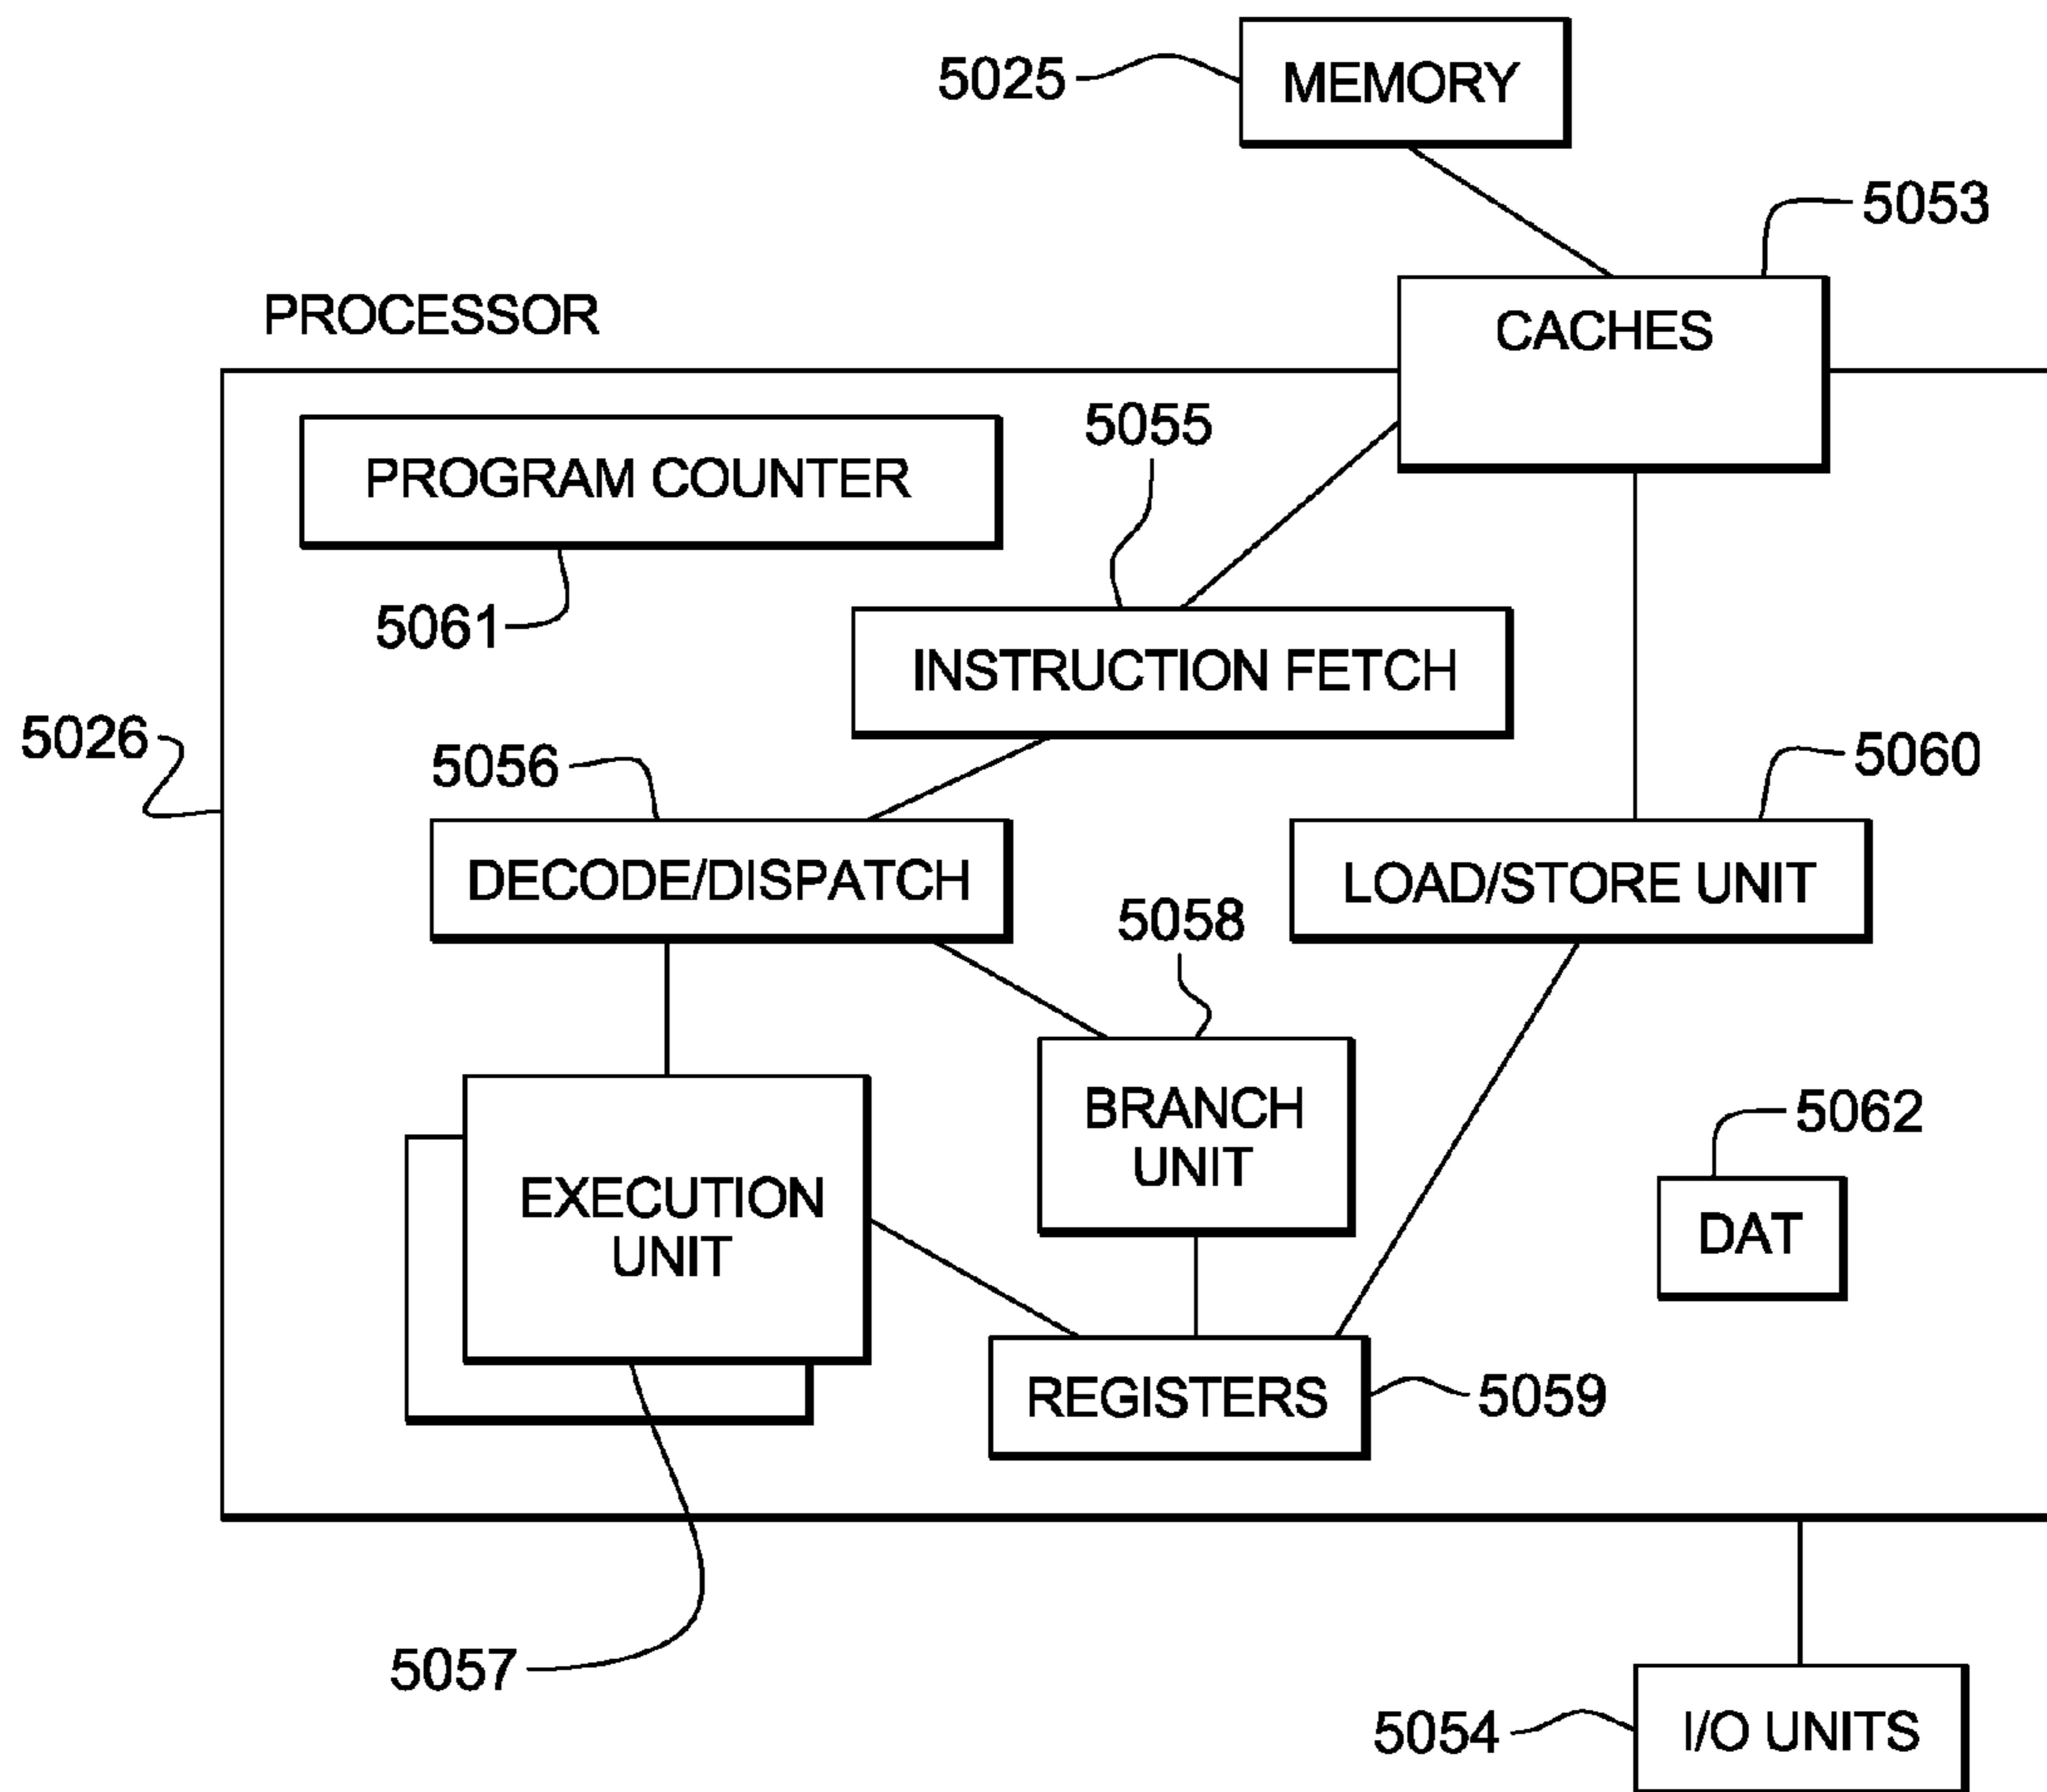 5025
MEMORY
5053
CACHES
PROCESSOR
5055
PROGRAM COUNTER
5061
INSTRUCTION FETCH
5026
5056
5060
DECODE/DISPATCH
LOAD/STORE UNIT
5058
BRANCH
UNIT
5062
EXECUTION
UNIT
DAT
REGISTERS
5059
5057
5054
I/O UNITS